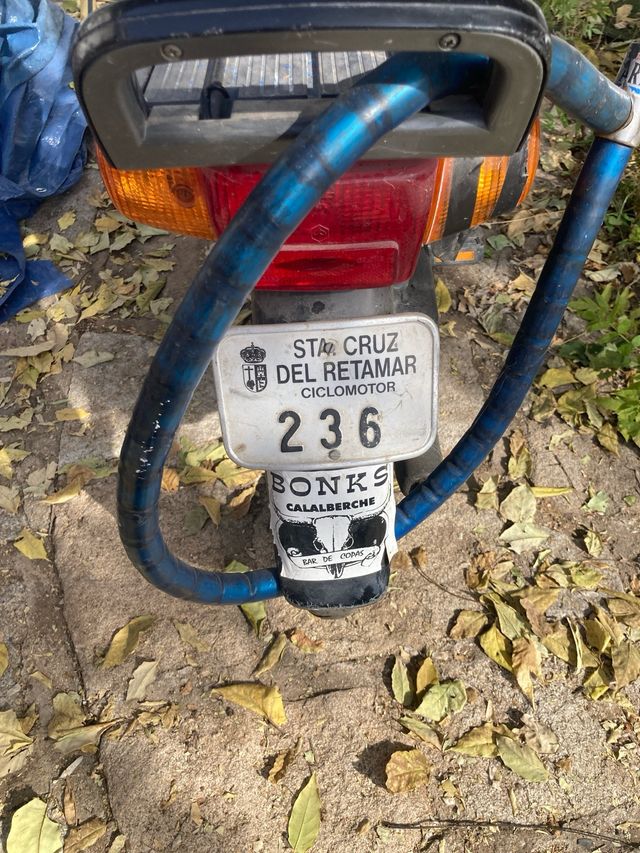 STA. CRUZ
DEL RETAMAR
CICLOMOTOR
236
BONKS
CALALBERCHE
BAR DE COPAS